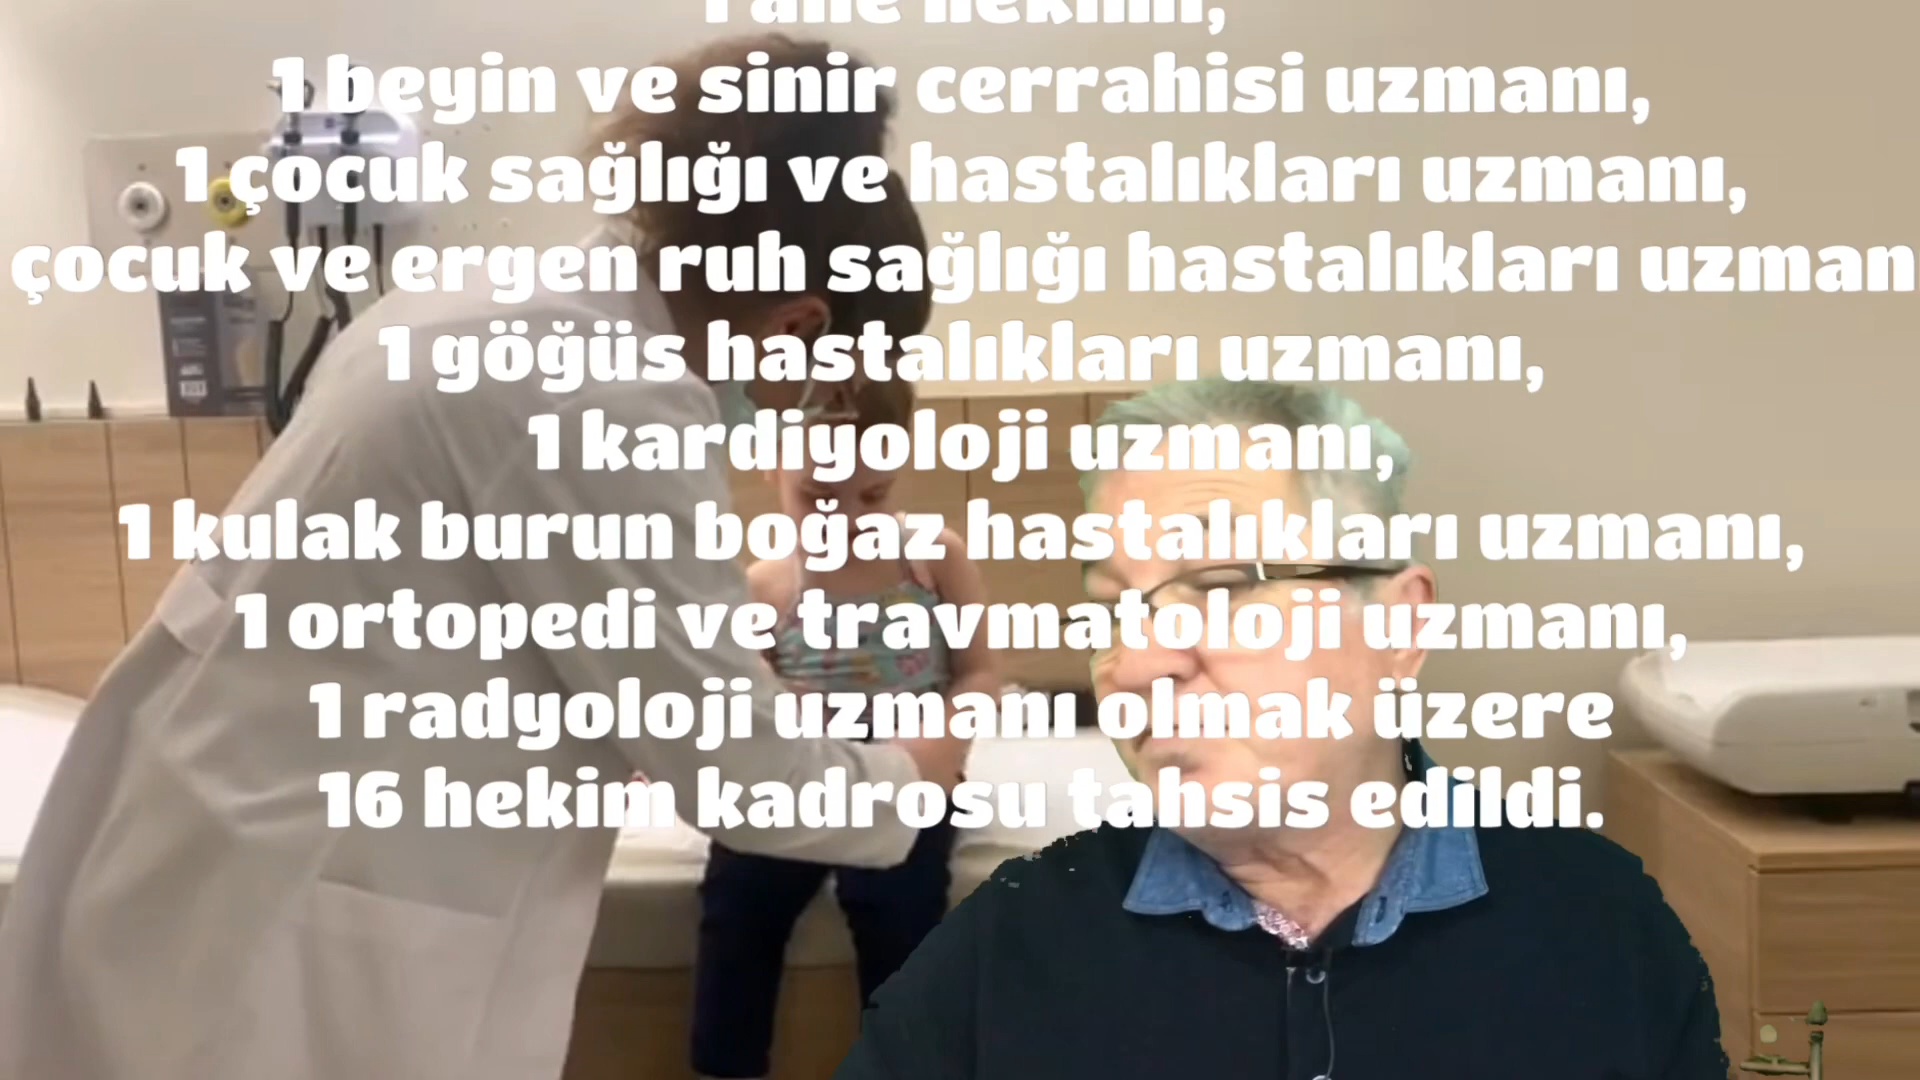 hekimi,
1 beyin ve sinir cerrahisi uzmanı,
1 çocuk sağlığı ve hastalıkları uzmanı,
çocuk ve ergen ruh sağlığı hastalıkları uzman
1 göğüs hastalıkları uzmanı,
1 kardiyoloji uzmanı,
1 kulak burun boğaz hastalıkları uzmanı,
1 ortopedi ve travmatoloji uzmanı,
1 radyoloji uzmanı olmak üzere
16 hekim kadrosu tahsis edildi.